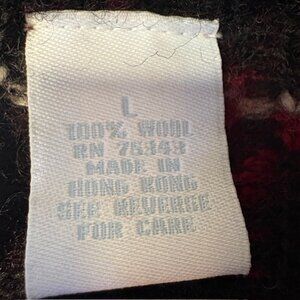 L
100% WOOL
RN 75343
MADE IN
HONG KONG
SEE REVERSE
FOR CARE